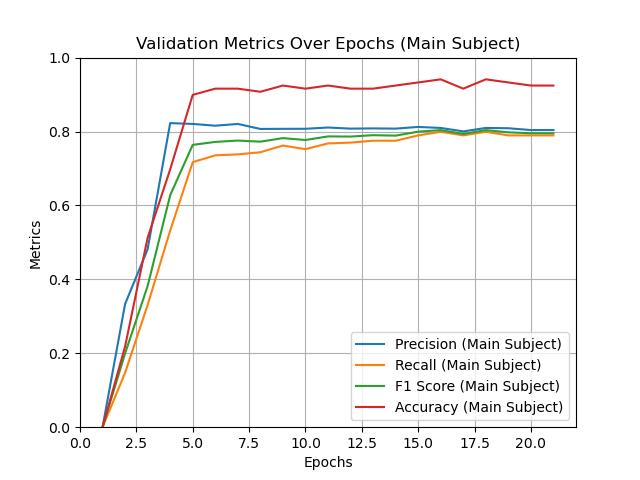 Validation Metrics Over Epochs (Main Subject)
1.0
0.8
0.6
0.4
0.2
0.0
Metrics
Precision (Main Subject)
Recall (Main Subject)
F1 Score (Main Subject)
Accuracy (Main Subject)
0.0 2.5 5.0 7.5 10.0 12.5 15.0 17.5 20.0
Epochs